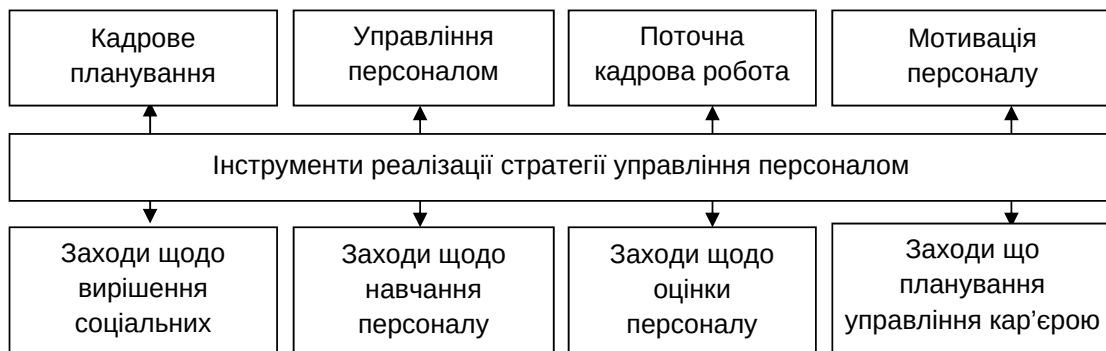 Кадрове
планування
Управління
персоналом
Поточна
кадрова робота
Мотивація
персоналу
Інструменти реалізації стратегії управління персоналом
Заходи щодо
вирішення
соціальних
Заходи щодо
навчання
персоналу
Заходи щодо
оцінки
персоналу
Заходи що
планування
управління кар’єрою